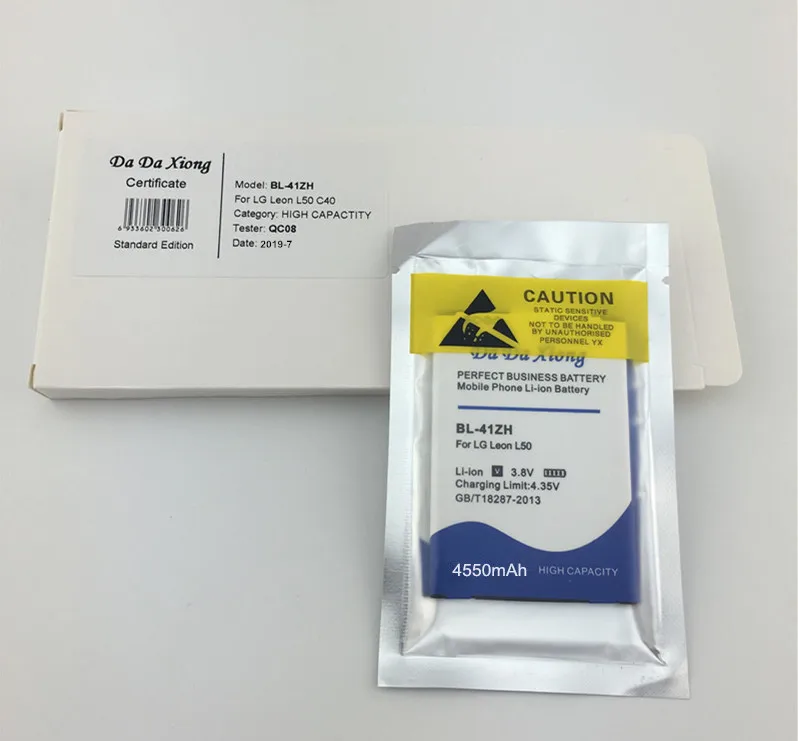 Da Da Xiong
Certificate
6 933602 300626
Standard Edition
Model: BL-41ZH
For LG Leon L50 C40
Category: HIGH CAPACTITY
Tester: QC08
Date: 2019-7
CAUTION
STATIC SENSITIVE
DEVICES
NOT TO BE HANDLED
BY UNAUTHORISED
PERSONNEL YX
Da Da Xiong
PERFECT BUSINESS BATTERY
Mobile Phone Li-ion Battery
BL-41ZH
For LG Leon L50
Li-ion V 3.8V
Charging Limit:4.35V
GB/T18287-2013
4550mAh HIGH CAPACITY